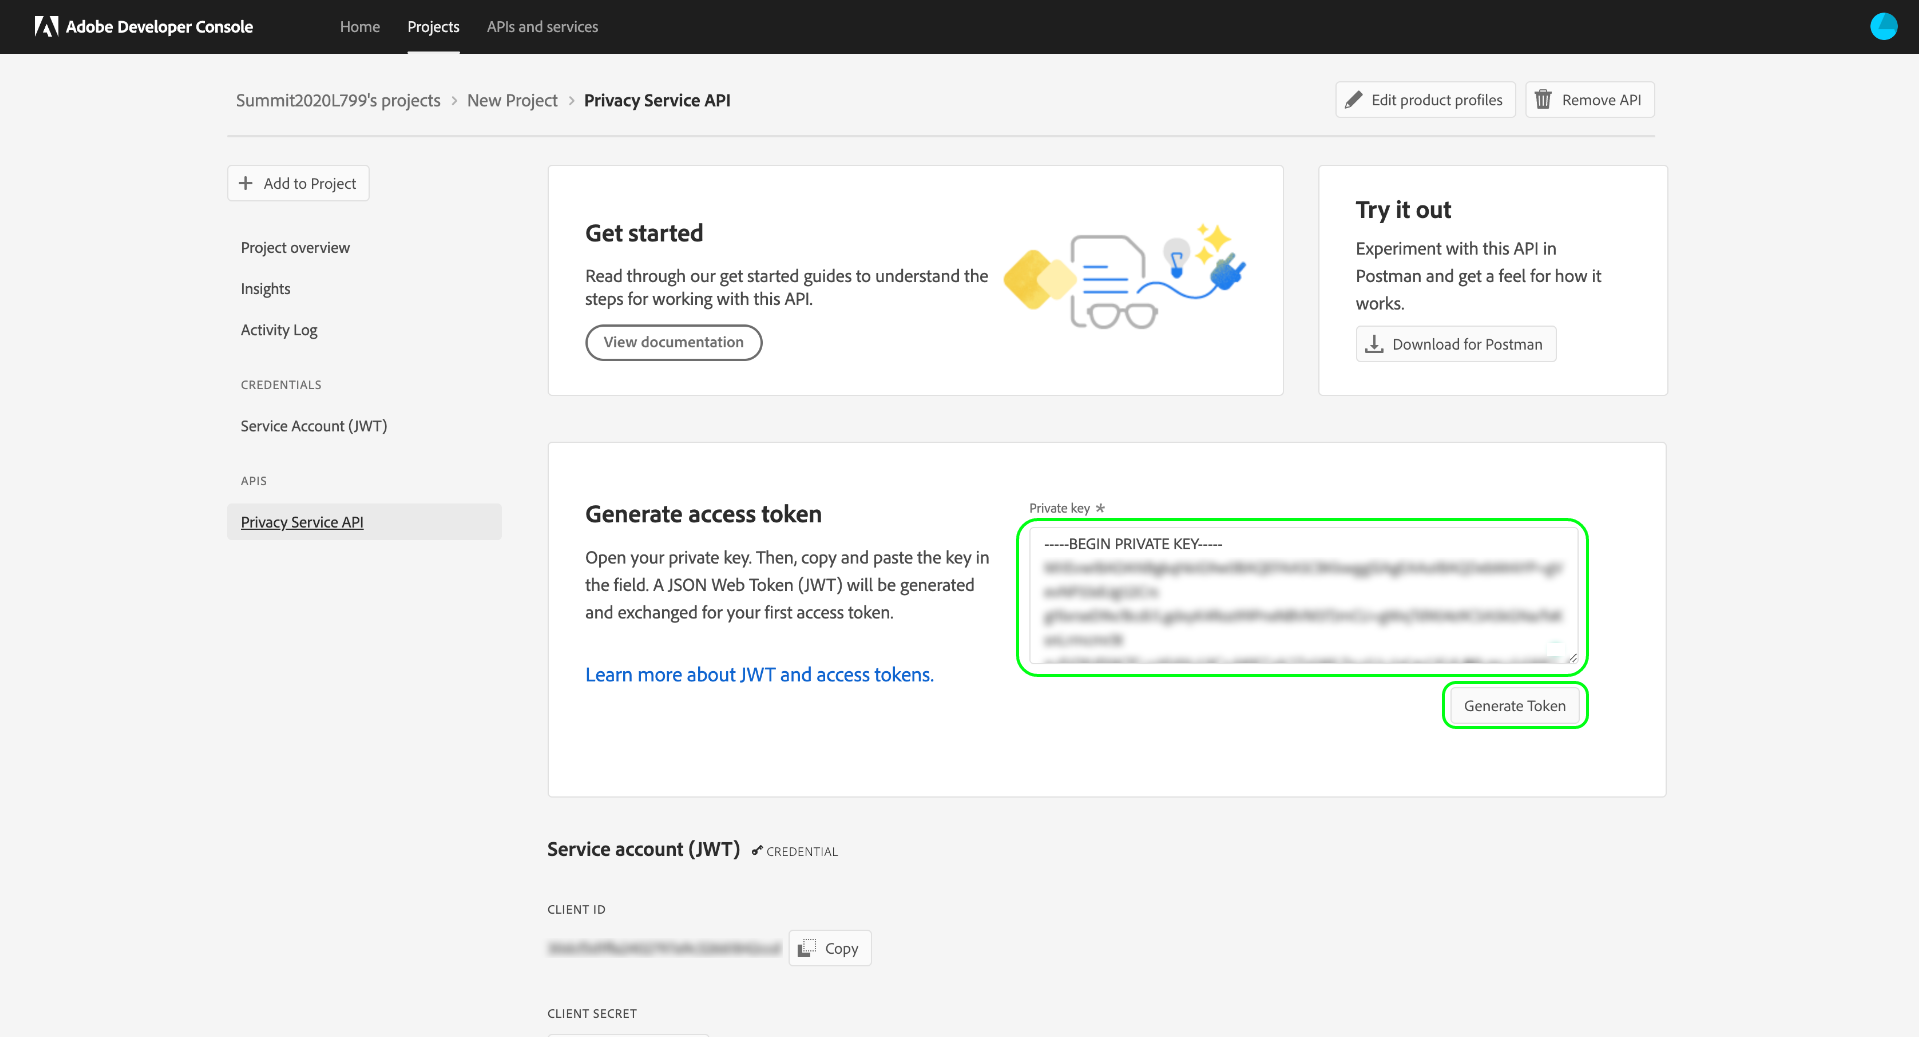 Adobe Developer Console
Home
Projects
APIs and services
Summit2020L799's projects > New Project > Privacy Service API
Edit product profiles
Remove API
Add to Project
Project overview
Insights
Activity Log
CREDENTIALS
Service Account (JWT)
APIS
Privacy Service API
Get started
Read through our get started guides to understand the
steps for working with this API.
View documentation
Try it out
Experiment with this API in
Postman and get a feel for how it
works.
Download for Postman
Generate access token
Open your private key. Then, copy and paste the key in
the field. A JSON Web Token (JWT) will be generated
and exchanged for your first access token.
Learn more about JWT and access tokens.
Private key *
-----BEGIN PRIVATE KEY-----
Generate Token
Service account (JWT)
CREDENTIAL
CLIENT ID
Copy
CLIENT SECRET